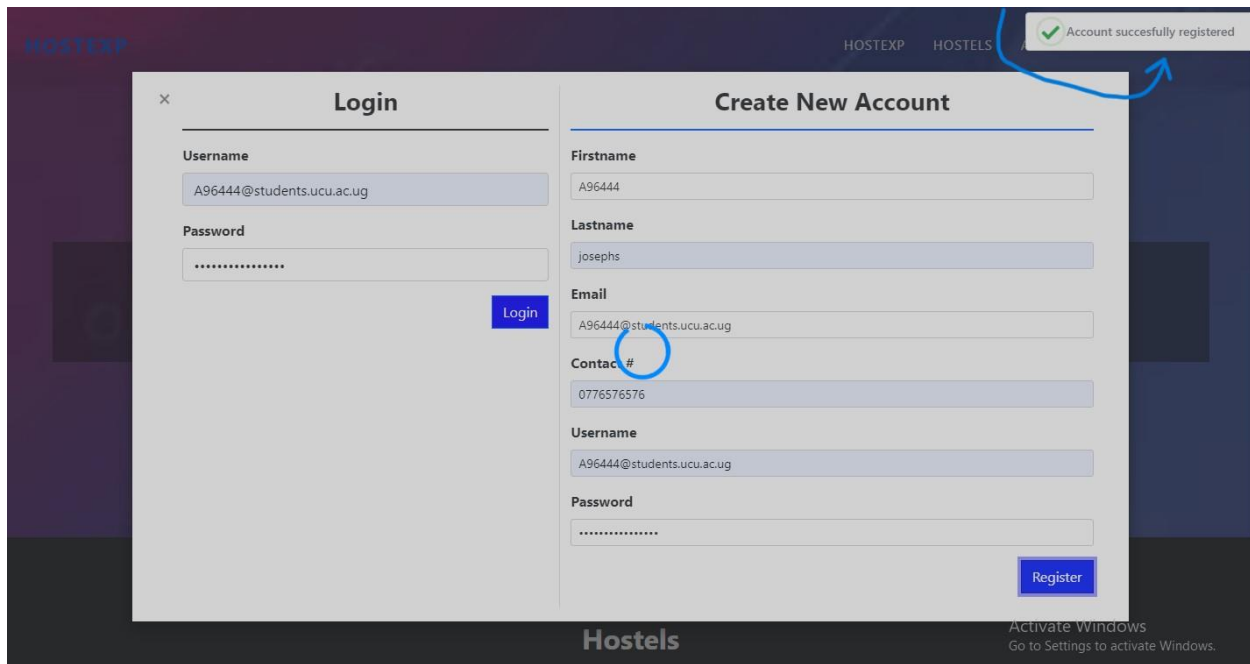 HOSTEXP
HOSTEXP HOSTELS
Account succesfully registered
×
Login
Username
A96444@students.ucu.ac.ug
Password
••••••••••••••••
Login
Create New Account
Firstname
A96444
Lastname
josephs
Email
A96444@students.ucu.ac.ug
Contact #
0776576576
Username
A96444@students.ucu.ac.ug
Password
••••••••••••••••
Register
Hostels
Activate Windows
Go to Settings to activate Windows.